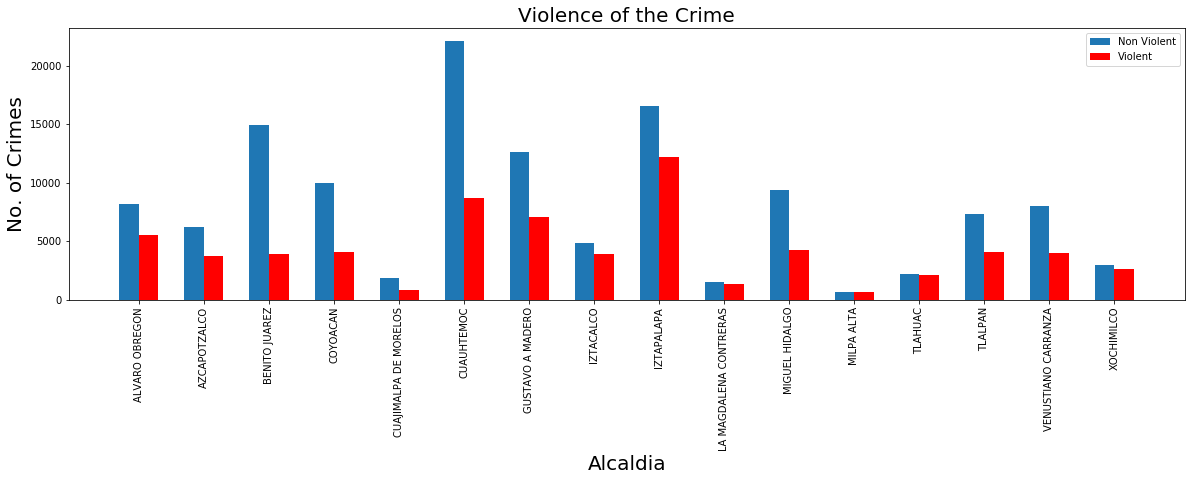 Violence of the Crime
Non Violent
Violent
No. of Crimes
20000
15000
10000
5000
0
ALVARO OBREGON
AZCAPOTZALCO
BENITO JUAREZ
COYOACAN
CUAJIMALPA DE MORELOS
CUAUHTEMOC
GUSTAVO A MADERO
IZTACALCO
IZTAPALAPA
LA MAGDALENA CONTRERAS
MIGUEL HIDALGO
MILPA ALTA
TLAHUAC
TLALPAN
VENUSTIANO CARRANZA
XOCHIMILCO
Alcaldia